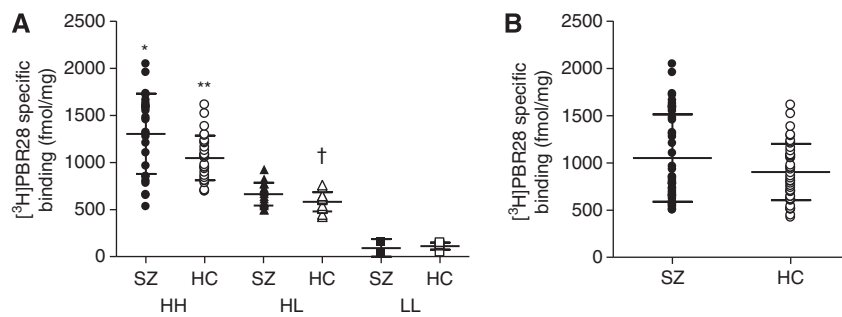 A
[³H]PBR28 specific
binding (fmol/mg)
2500
2000
1500
1000
500
0
*
**
†
SZ HC SZ HC SZ HC
HH HL LL
B
[³H]PBR28 specific
binding (fmol/mg)
2500
2000
1500
1000
500
0
SZ HC